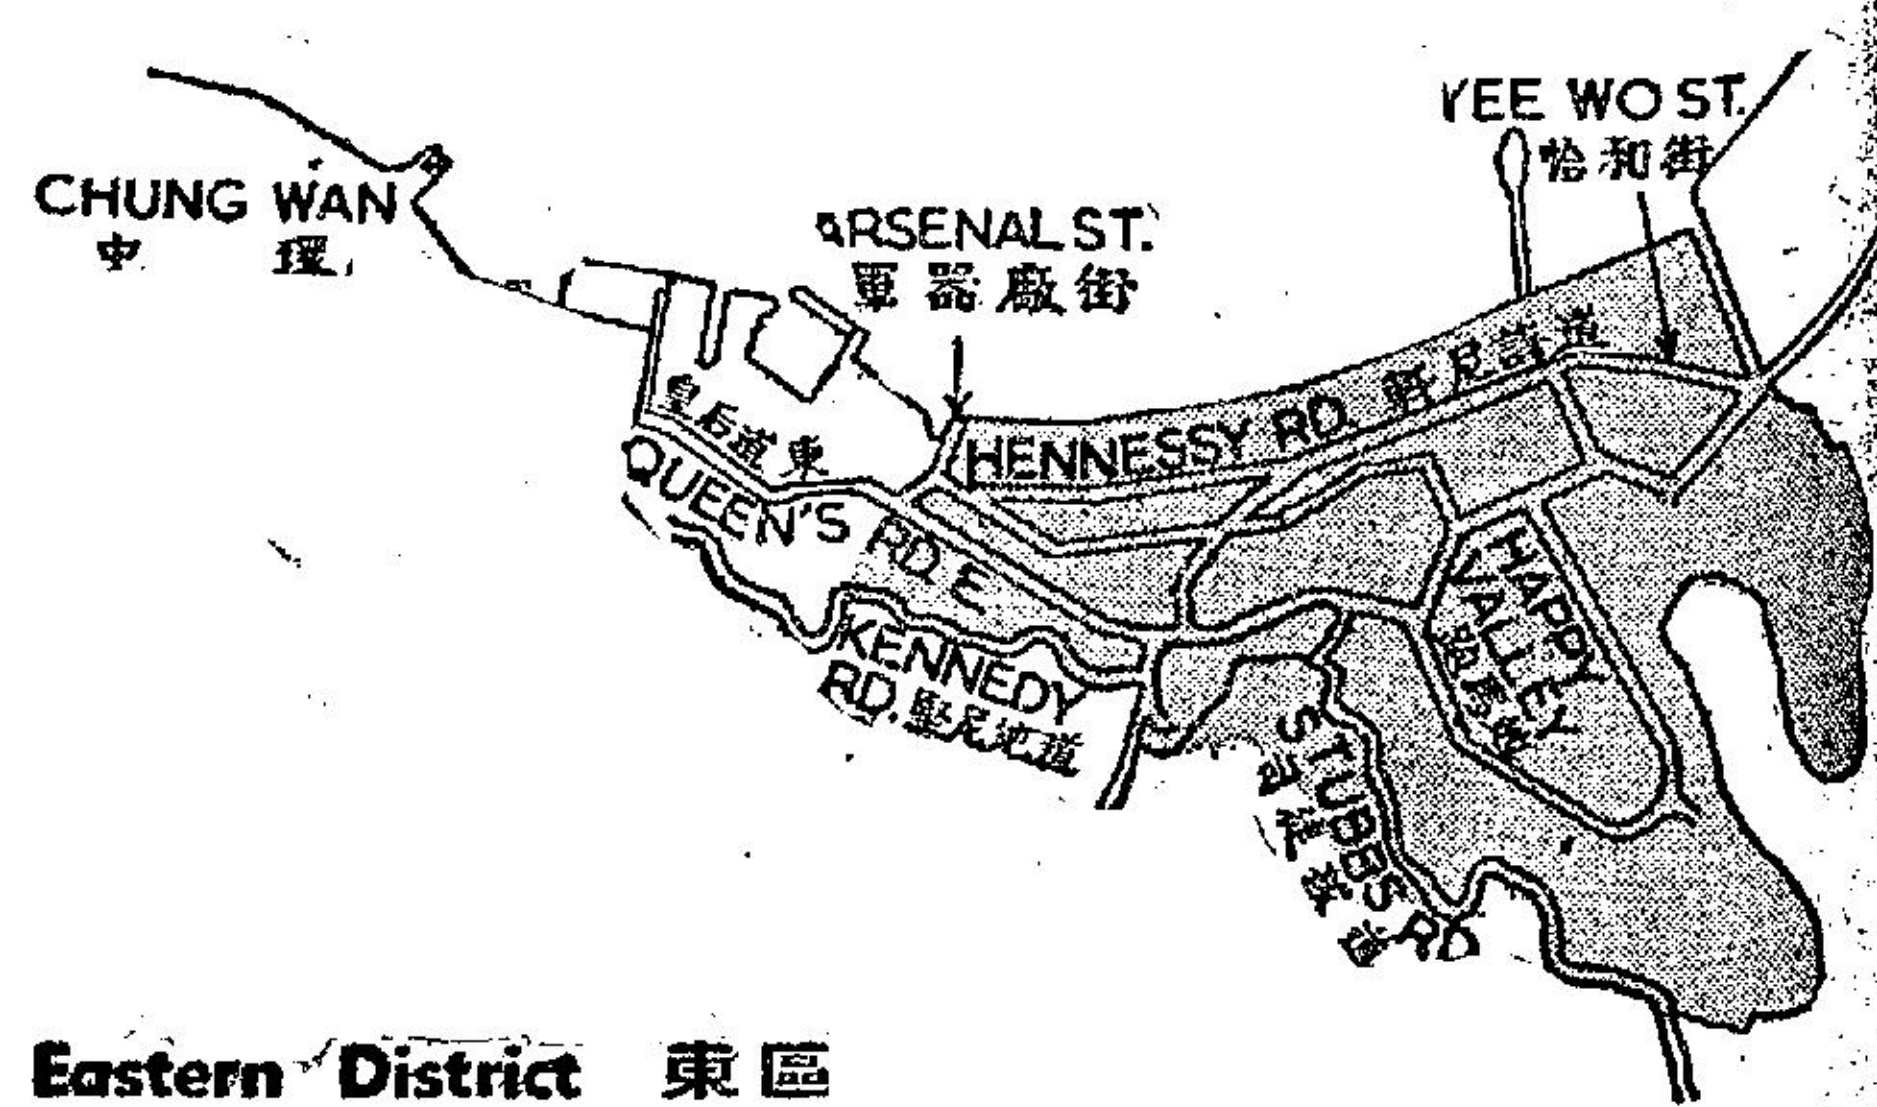 YEE WO ST.
怡和街
CHUNG WAN
中 環
ARSENAL ST.
軍器廠街
HENNESSY RD. 軒尼詩道
皇后道東
QUEEN'S RD. E
KENNEDY
RD. 堅尼地道
HAPPY
VALLEY
跑馬地
STUBBS RD
司徒拔道
Eastern District 東區